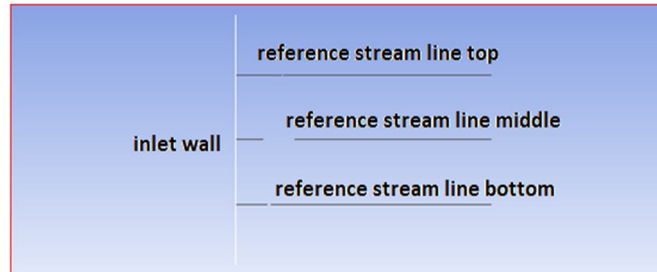 reference stream line top
reference stream line middle
inlet wall
reference stream line bottom